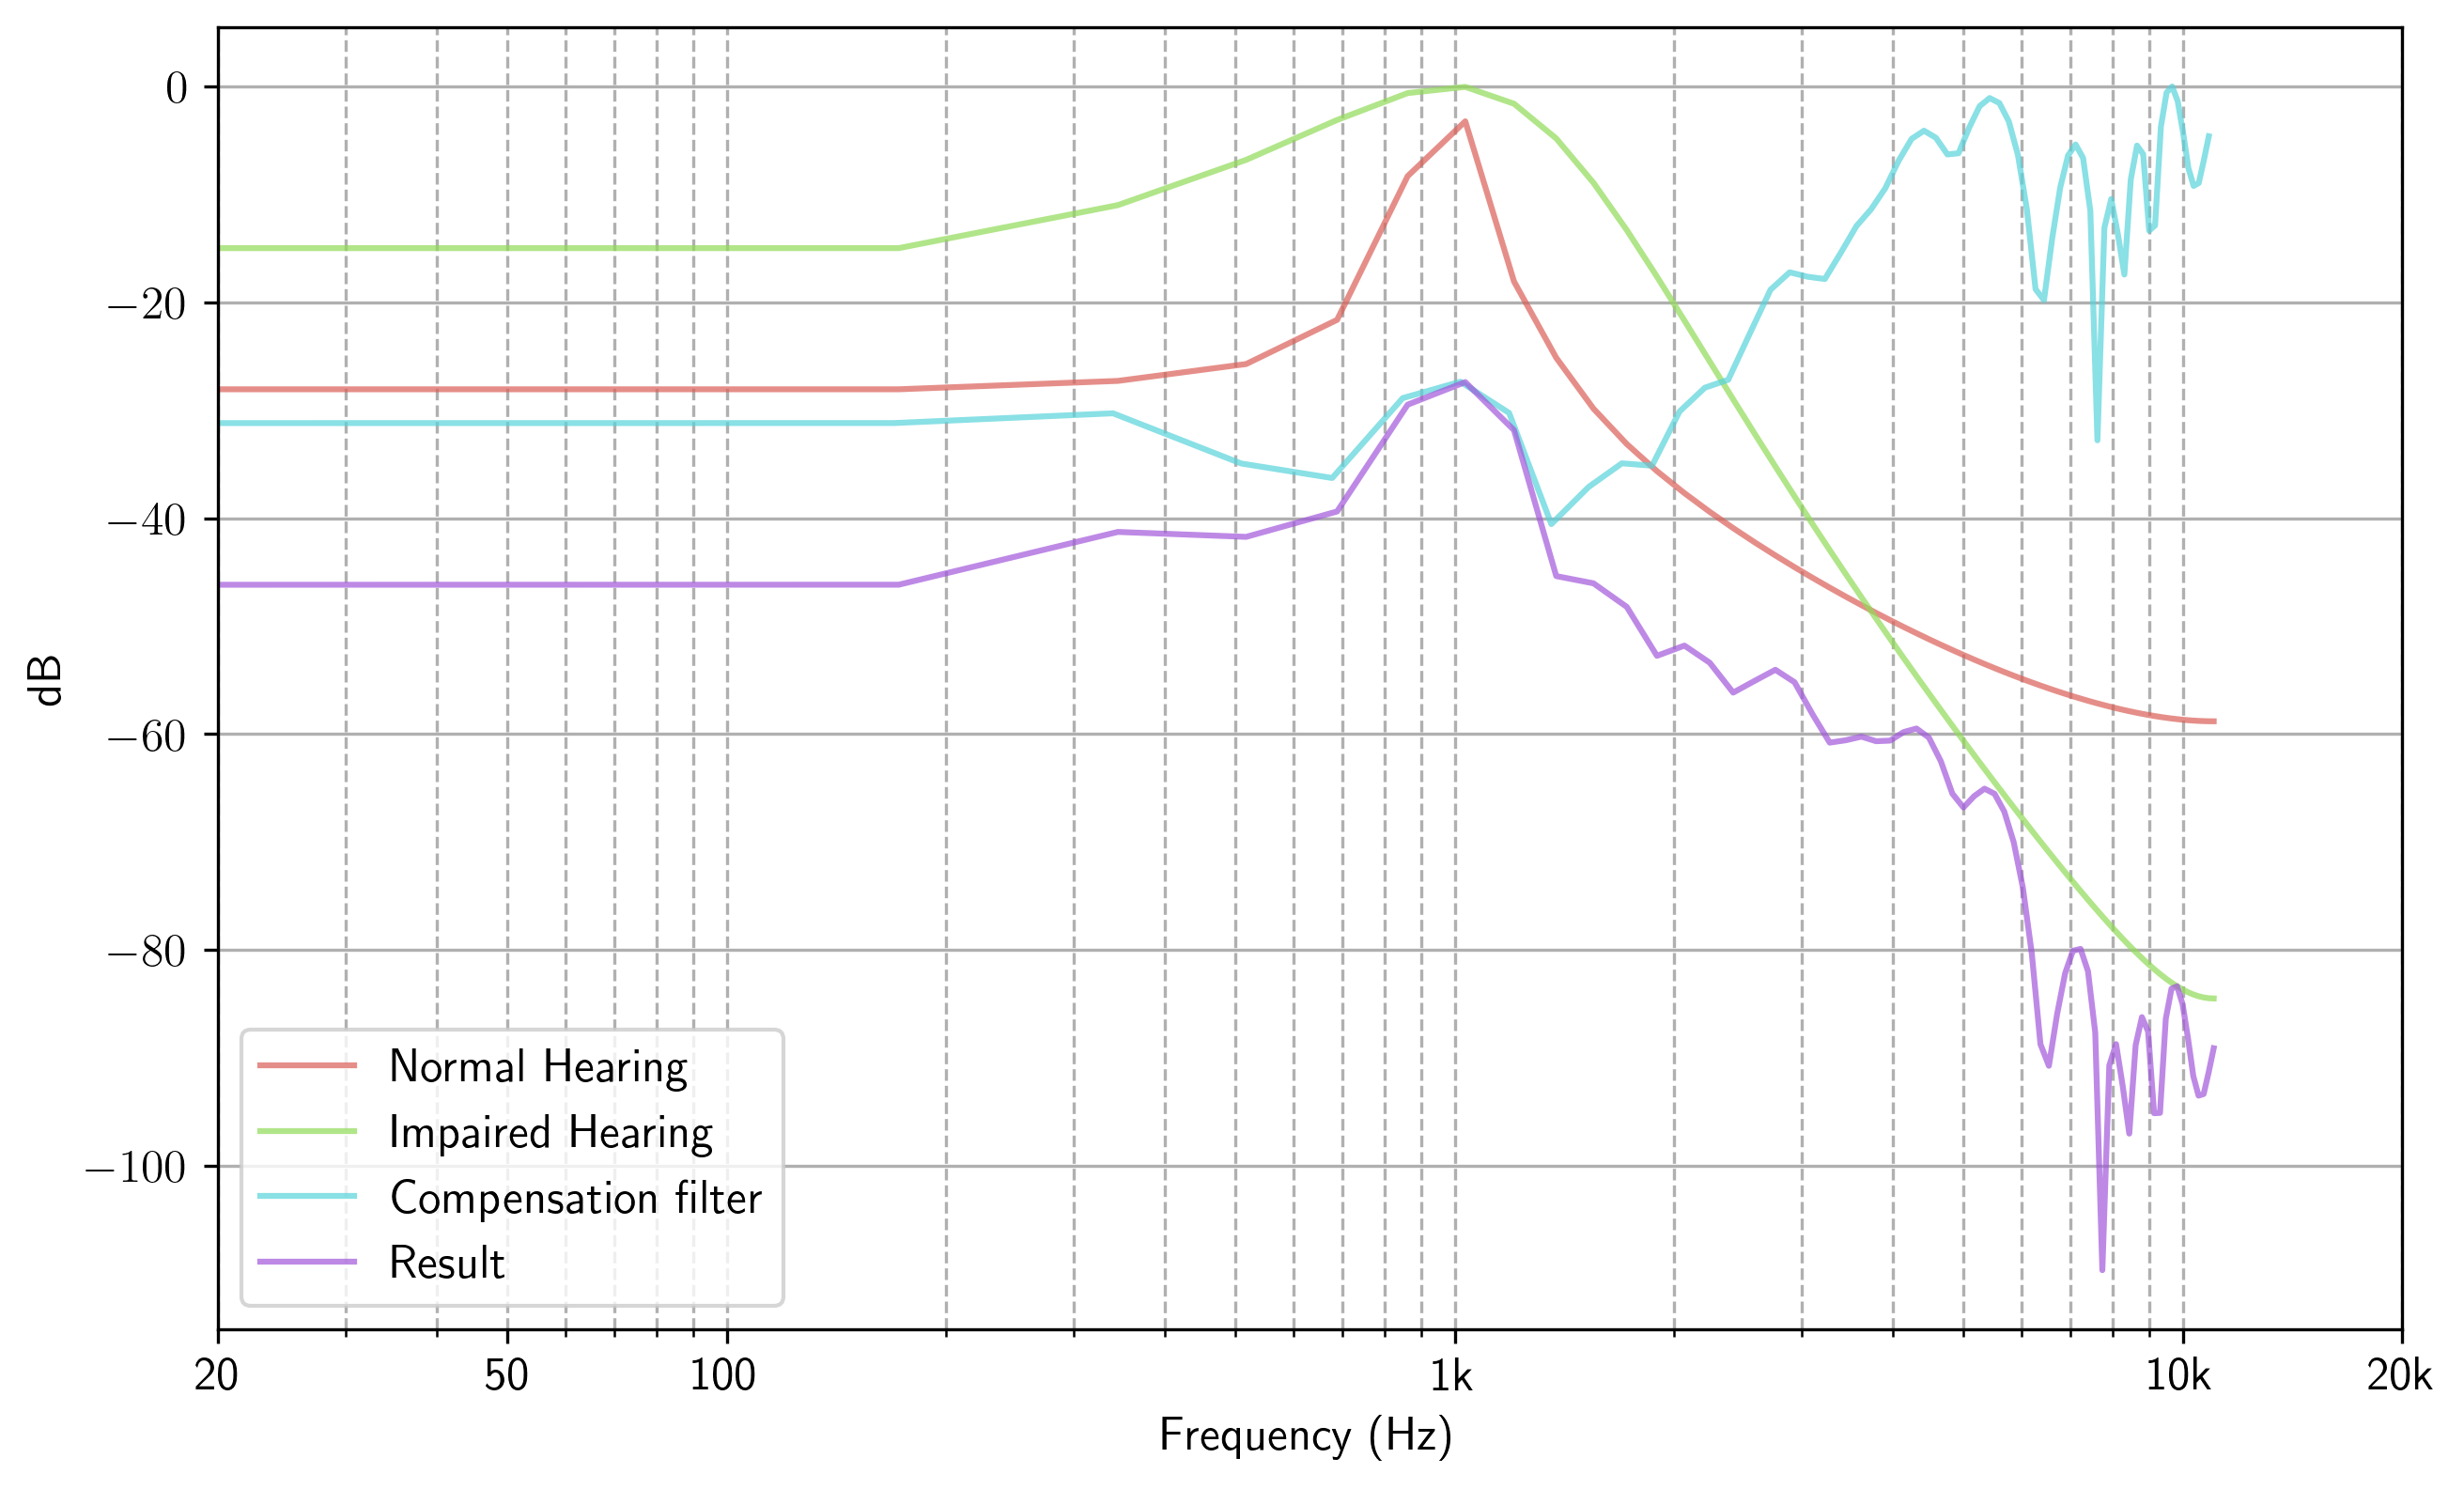 0
−20
−40
−60
−80
−100
dB
Normal Hearing
Impaired Hearing
Compensation filter
Result
20 50 100 1k 10k 20k
Frequency (Hz)